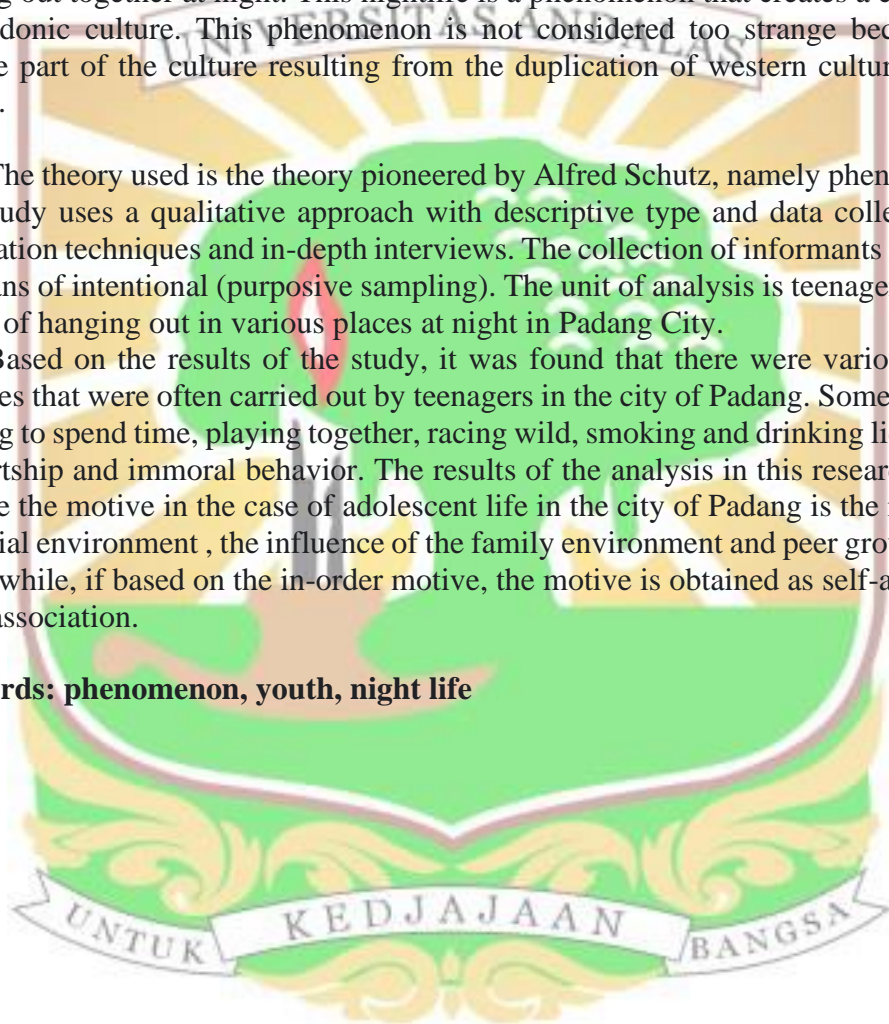 g out together at night. This nightlife is a phenomenon that creates a
UNIVERSITAS ANDALAS
donic culture. This phenomenon is not considered too strange bec
e part of the culture resulting from the duplication of western cultur
.
The theory used is the theory pioneered by Alfred Schutz, namely phen
udy uses a qualitative approach with descriptive type and data colle
ation techniques and in-depth interviews. The collection of informants
ans of intentional (purposive sampling). The unit of analysis is teenage
of hanging out in various places at night in Padang City.
Based on the results of the study, it was found that there were vario
es that were often carried out by teenagers in the city of Padang. Some
g to spend time, playing together, racing wild, smoking and drinking li
rtship and immoral behavior. The results of the analysis in this resear
e the motive in the case of adolescent life in the city of Padang is the
ial environment , the influence of the family environment and peer gro
while, if based on the in-order motive, the motive is obtained as self-a
association.
rds: phenomenon, youth, night life
UNTUK KEDJAJAAN BANGSA